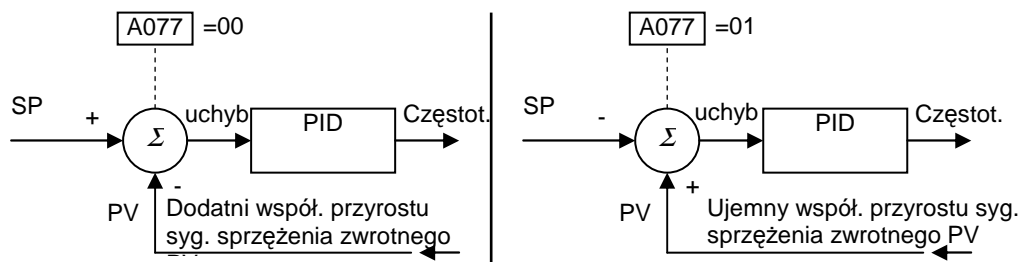 A077 =00
SP
+
Σ
uchyb
PID
Częstot.
-
PV
Dodatni współ. przyrostu
syg. sprzężenia zwrotnego
A077 =01
SP
-
Σ
uchyb
PID
Częstot.
+
PV
Ujemny współ. przyrostu syg.
sprzężenia zwrotnego PV